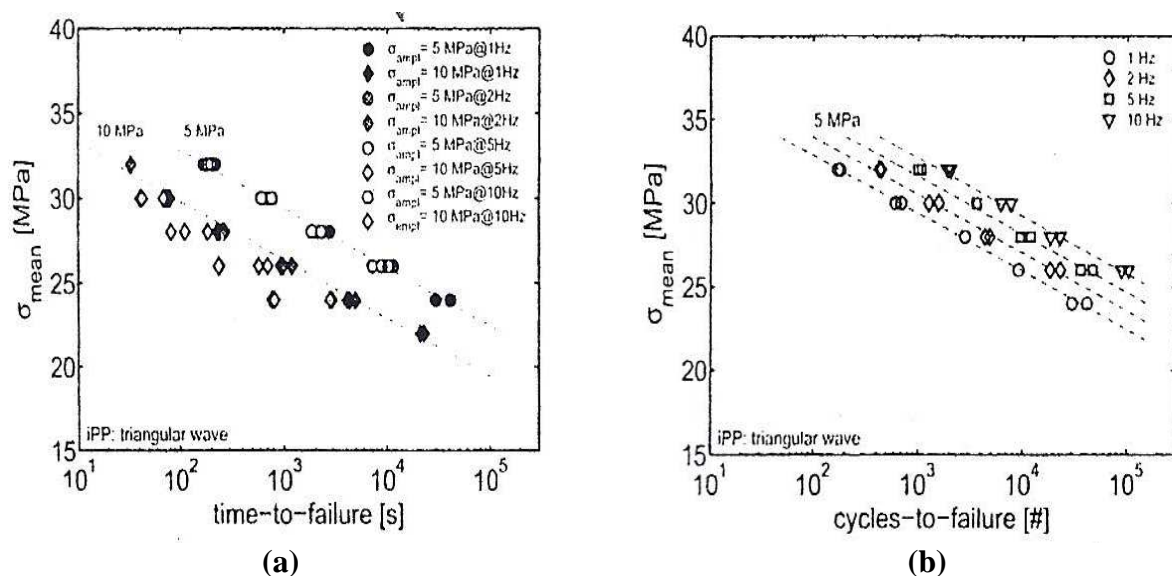 40
35
30
25
20
15
σmean [MPa]
10 MPa
5 MPa
σampl= 5 MPa@1Hz
σampl= 10 MPa@1Hz
σampl= 5 MPa@2Hz
σampl= 10 MPa@2Hz
σampl= 5 MPa@5Hz
σampl= 10 MPa@5Hz
σampl= 5 MPa@10Hz
σampl= 10 MPa@10Hz
iPP: triangular wave
10^1 10^2 10^3 10^4 10^5
time-to-failure [s]
(a)
40
35
30
25
20
15
σmean [MPa]
5 MPa
1 Hz
2 Hz
5 Hz
10 Hz
iPP: triangular wave
10^1 10^2 10^3 10^4 10^5
cycles-to-failure [#]
(b)